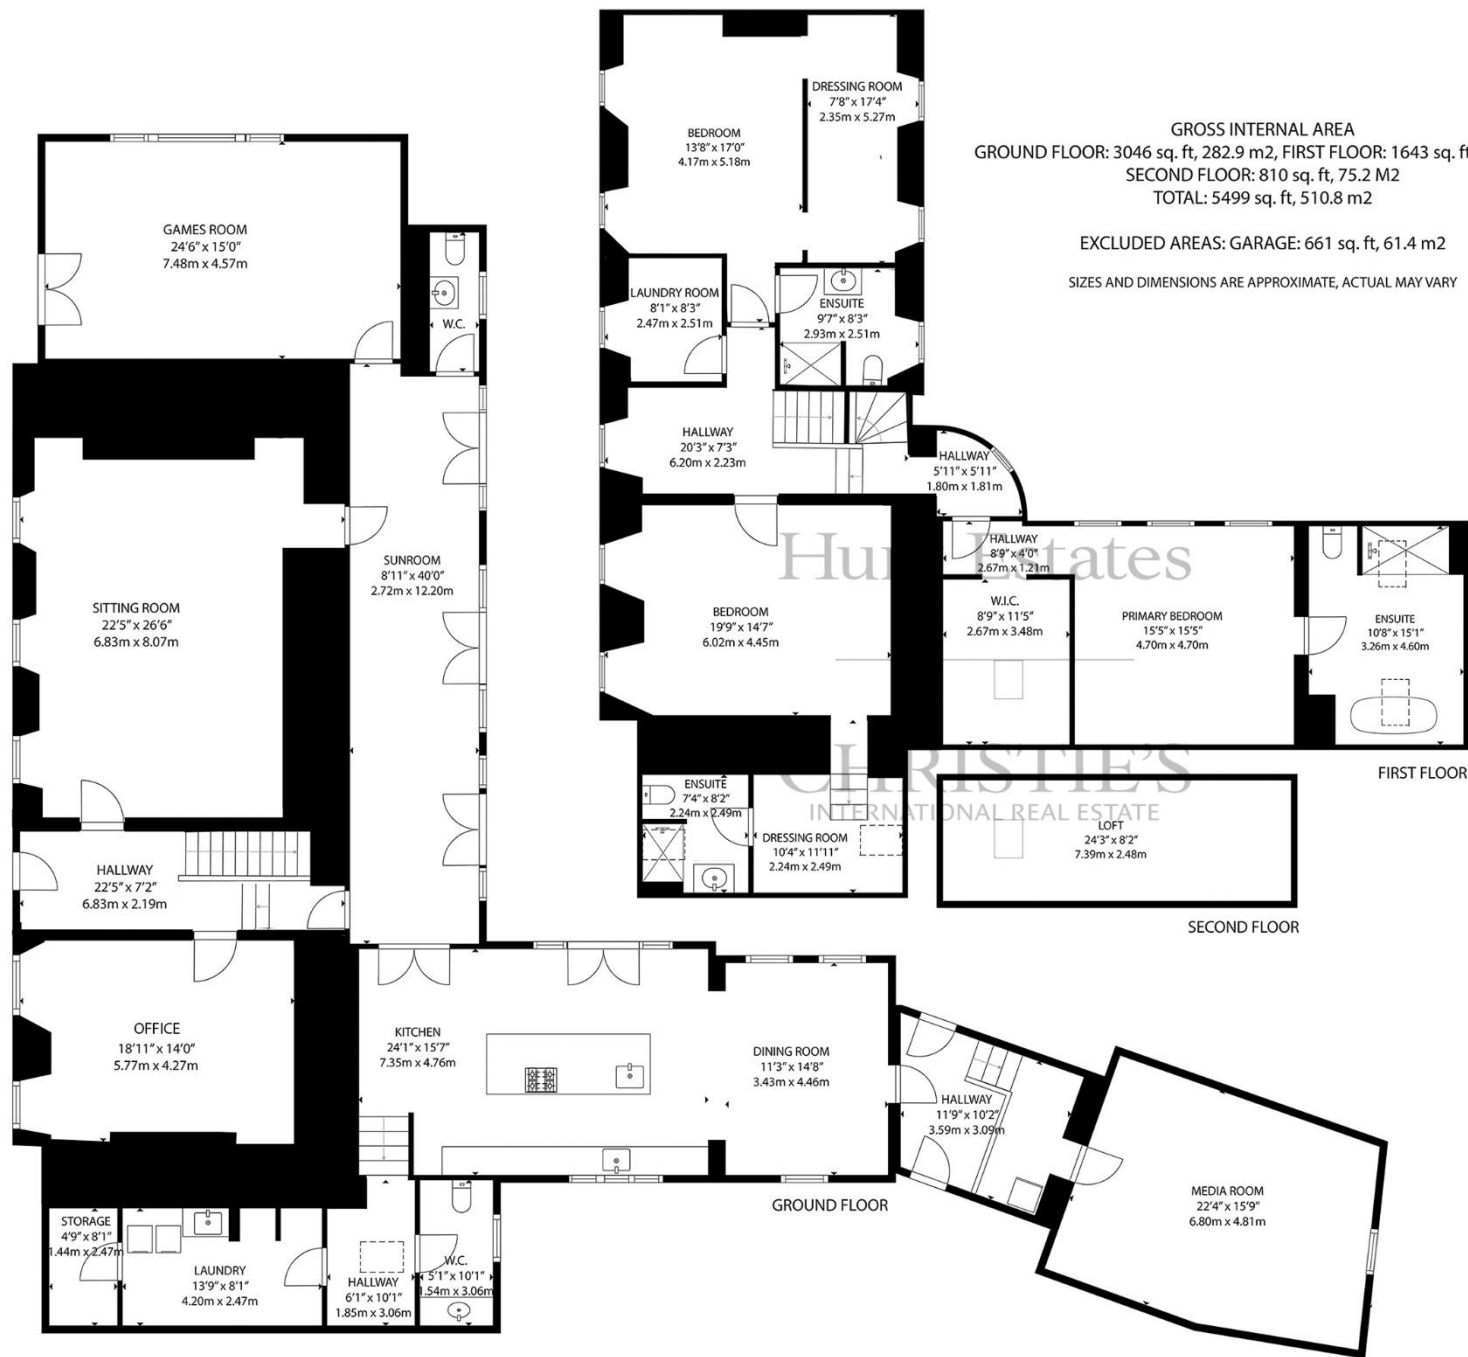 GROSS INTERNAL AREA
GROUND FLOOR: 3046 sq. ft, 282.9 m2, FIRST FLOOR: 1643 sq. ft
SECOND FLOOR: 810 sq. ft, 75.2 M2
TOTAL: 5499 sq. ft, 510.8 m2
EXCLUDED AREAS: GARAGE: 661 sq. ft, 61.4 m2
SIZES AND DIMENSIONS ARE APPROXIMATE, ACTUAL MAY VARY
BEDROOM
13'8" x 17'0"
4.17m x 5.18m
DRESSING ROOM
7'8" x 17'4"
2.35m x 5.27m
LAUNDRY ROOM
8'1" x 8'3"
2.47m x 2.51m
ENSUITE
9'7" x 8'3"
2.93m x 2.51m
HALLWAY
20'3" x 7'3"
6.20m x 2.23m
HALLWAY
5'11" x 5'11"
1.80m x 1.81m
HALLWAY
8'9" x 4'0"
2.67m x 1.21m
W.I.C.
8'9" x 11'5"
2.67m x 3.48m
PRIMARY BEDROOM
15'5" x 15'5"
4.70m x 4.70m
ENSUITE
10'8" x 15'1"
3.26m x 4.60m
BEDROOM
19'9" x 14'7"
6.02m x 4.45m
ENSUITE
7'4" x 8'2"
2.24m x 2.49m
DRESSING ROOM
10'4" x 11'11"
2.24m x 2.49m
FIRST FLOOR
Estates
CHRISTIE'S
INTERNATIONAL REAL ESTATE
LOFT
24'3" x 8'2"
7.39m x 2.48m
SECOND FLOOR
GAMES ROOM
24'6" x 15'0"
7.48m x 4.57m
W.C.
SUNROOM
8'11" x 40'0"
2.72m x 12.20m
SITTING ROOM
22'5" x 26'6"
6.83m x 8.07m
HALLWAY
22'5" x 7'2"
6.83m x 2.19m
OFFICE
18'11" x 14'0"
5.77m x 4.27m
KITCHEN
24'1" x 15'7"
7.35m x 4.76m
DINING ROOM
11'3" x 14'8"
3.43m x 4.46m
HALLWAY
11'9" x 10'2"
3.59m x 3.09m
MEDIA ROOM
22'4" x 15'9"
6.80m x 4.81m
GROUND FLOOR
STORAGE
4'9" x 8'1"
1.44m x 2.47m
LAUNDRY
13'9" x 8'1"
4.20m x 2.47m
HALLWAY
6'1" x 10'1"
1.85m x 3.06m
W.C.
5'1" x 10'1"
1.54m x 3.06m